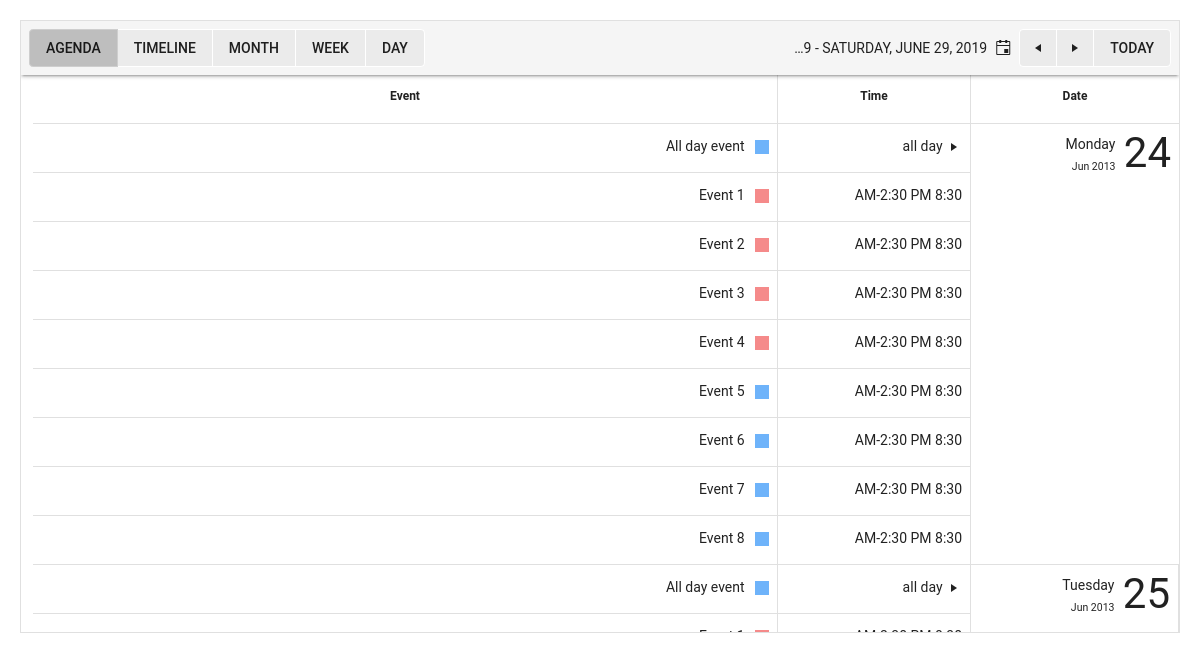 AGENDA TIMELINE MONTH WEEK DAY ...9 - SATURDAY, JUNE 29, 2019 TODAY
Event Time Date
All day event all day Monday 24
Jun 2013
Event 1 AM-2:30 PM 8:30
Event 2 AM-2:30 PM 8:30
Event 3 AM-2:30 PM 8:30
Event 4 AM-2:30 PM 8:30
Event 5 AM-2:30 PM 8:30
Event 6 AM-2:30 PM 8:30
Event 7 AM-2:30 PM 8:30
Event 8 AM-2:30 PM 8:30
All day event all day Tuesday 25
Jun 2013